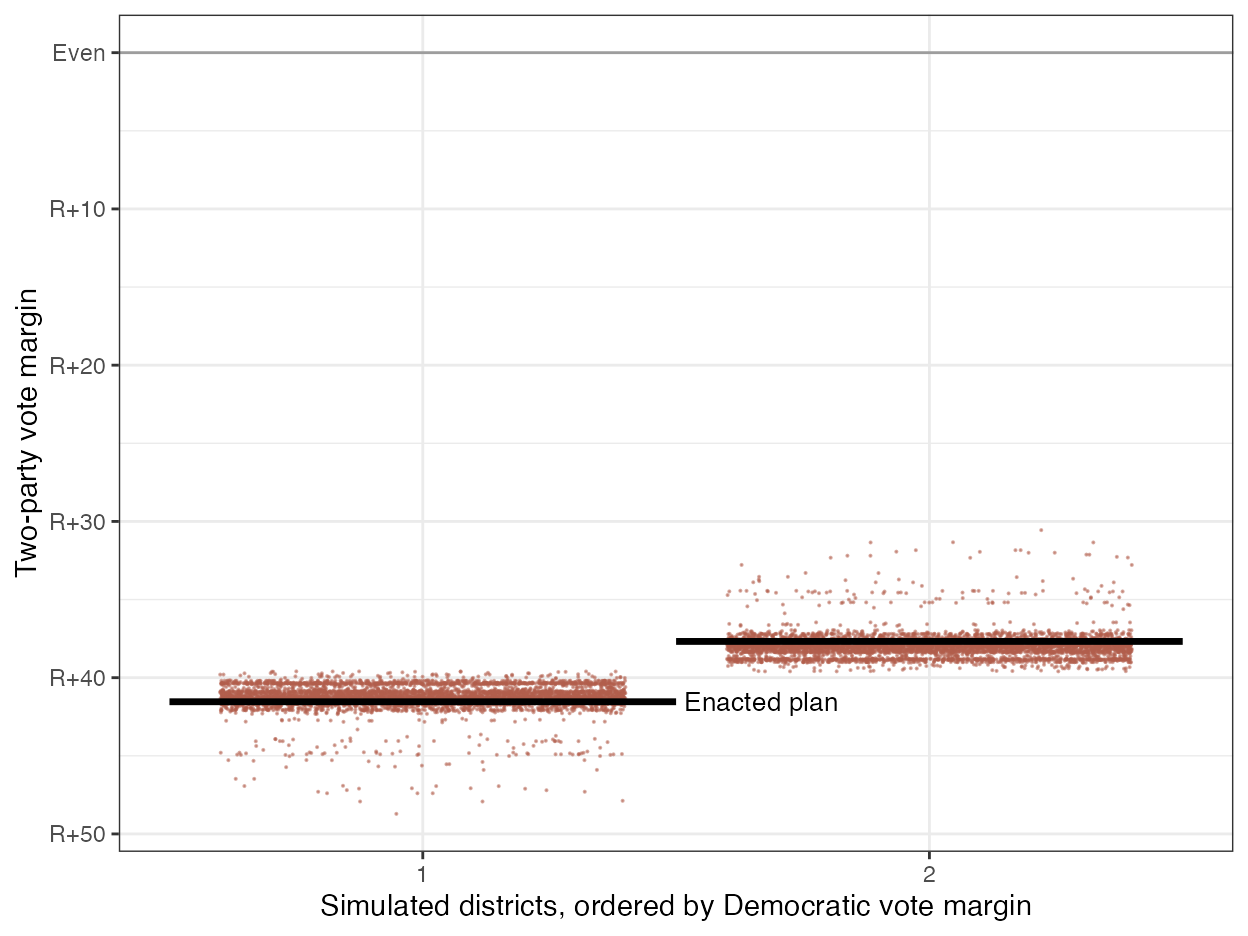 Two-party vote margin
Even
R+10
R+20
R+30
R+40
R+50
Enacted plan
1
2
Simulated districts, ordered by Democratic vote margin